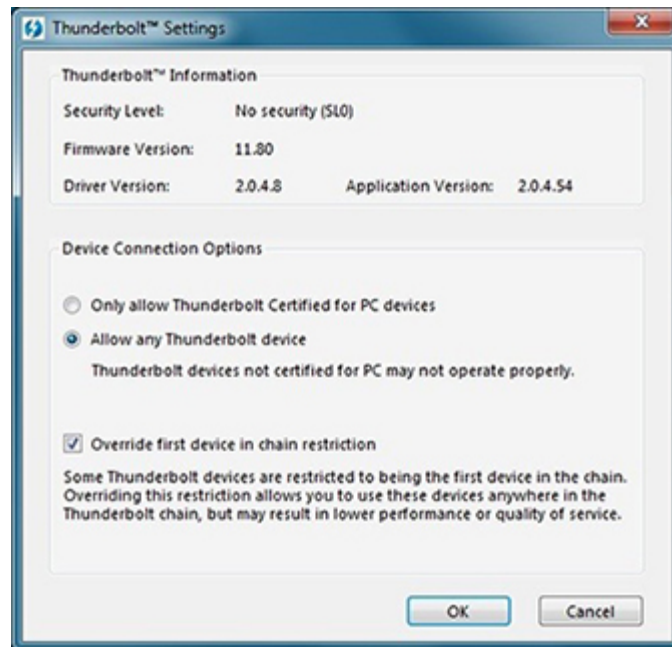 Thunderbolt™ Settings
Thunderbolt™ Information
Security Level: No security (SL0)
Firmware Version: 11.80
Driver Version: 2.0.4.8 Application Version: 2.0.4.54
Device Connection Options
Only allow Thunderbolt Certified for PC devices
Allow any Thunderbolt device
Thunderbolt devices not certified for PC may not operate properly.
Override first device in chain restriction
Some Thunderbolt devices are restricted to being the first device in the chain.
Overriding this restriction allows you to use these devices anywhere in the
Thunderbolt chain, but may result in lower performance or quality of service.
OK Cancel